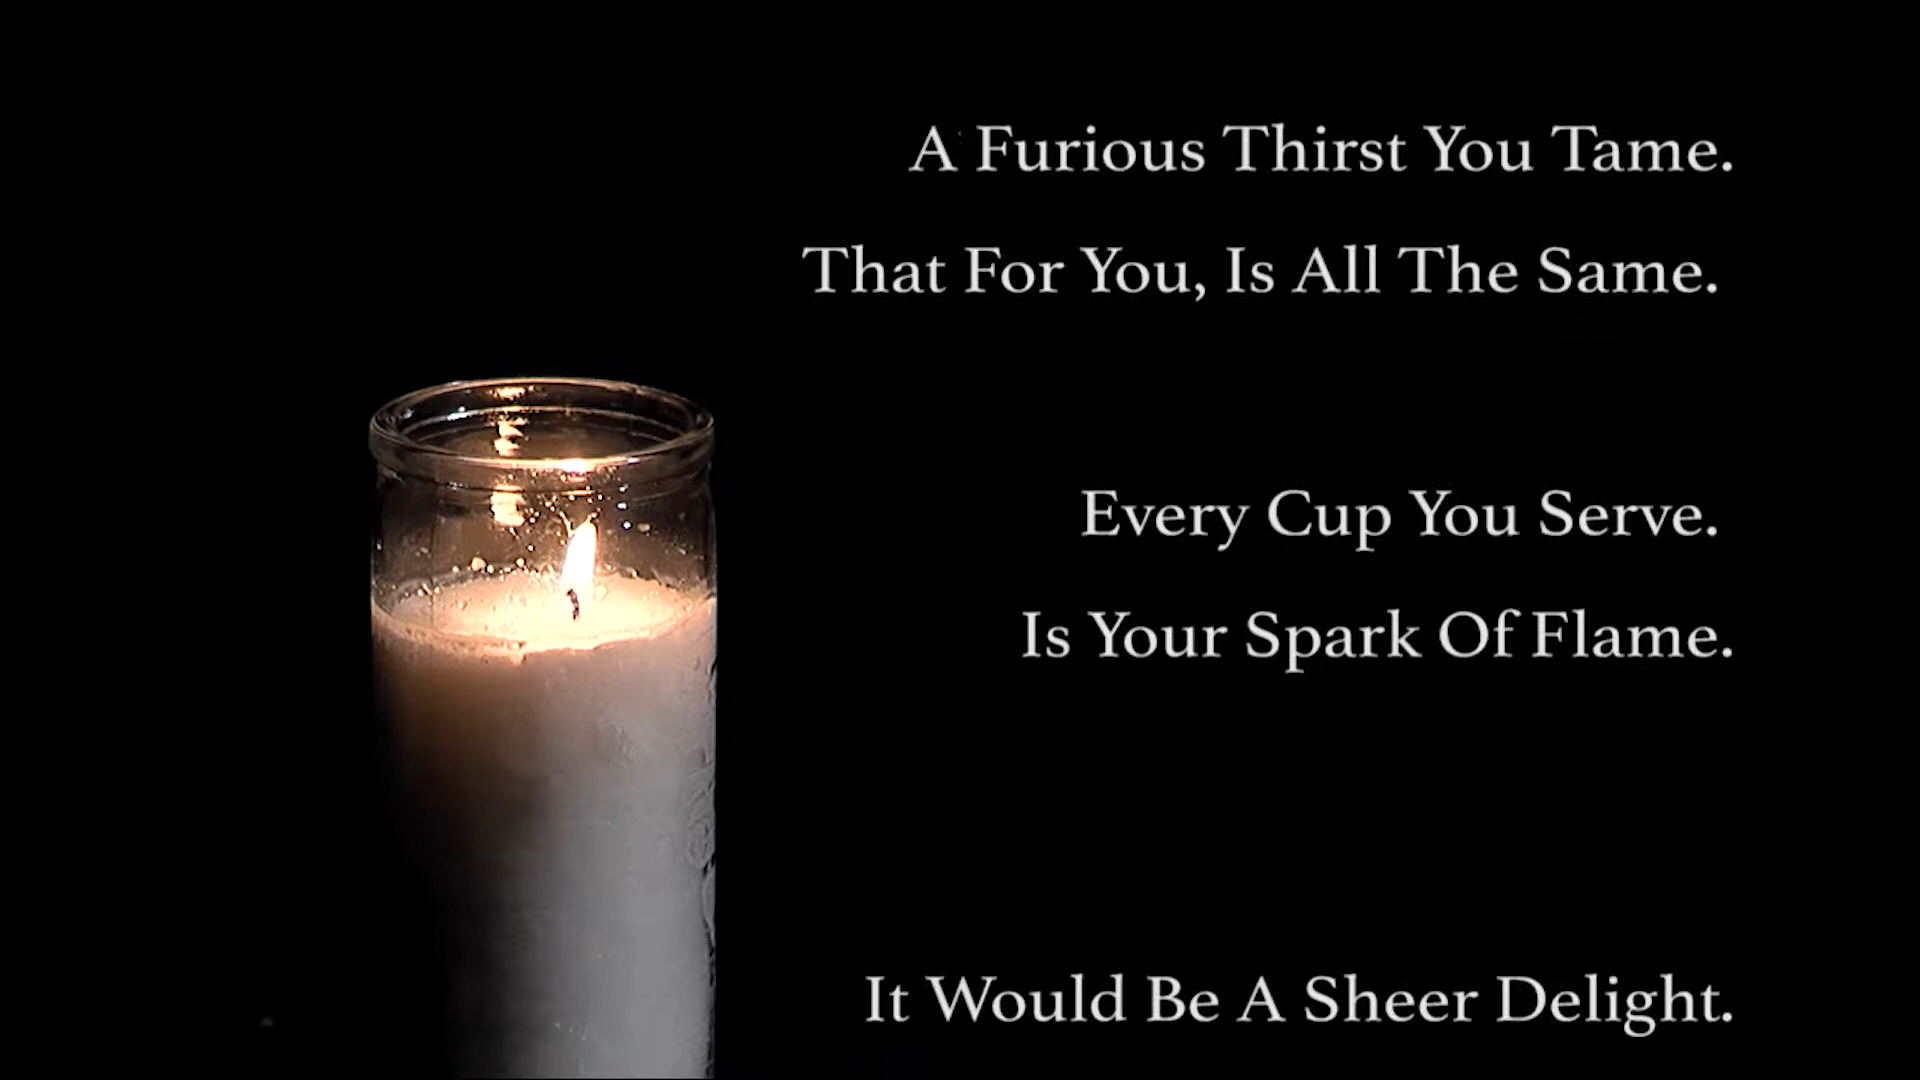 A Furious Thirst You Tame.
That For You, Is All The Same.
Every Cup You Serve.
Is Your Spark Of Flame.
It Would Be A Sheer Delight.